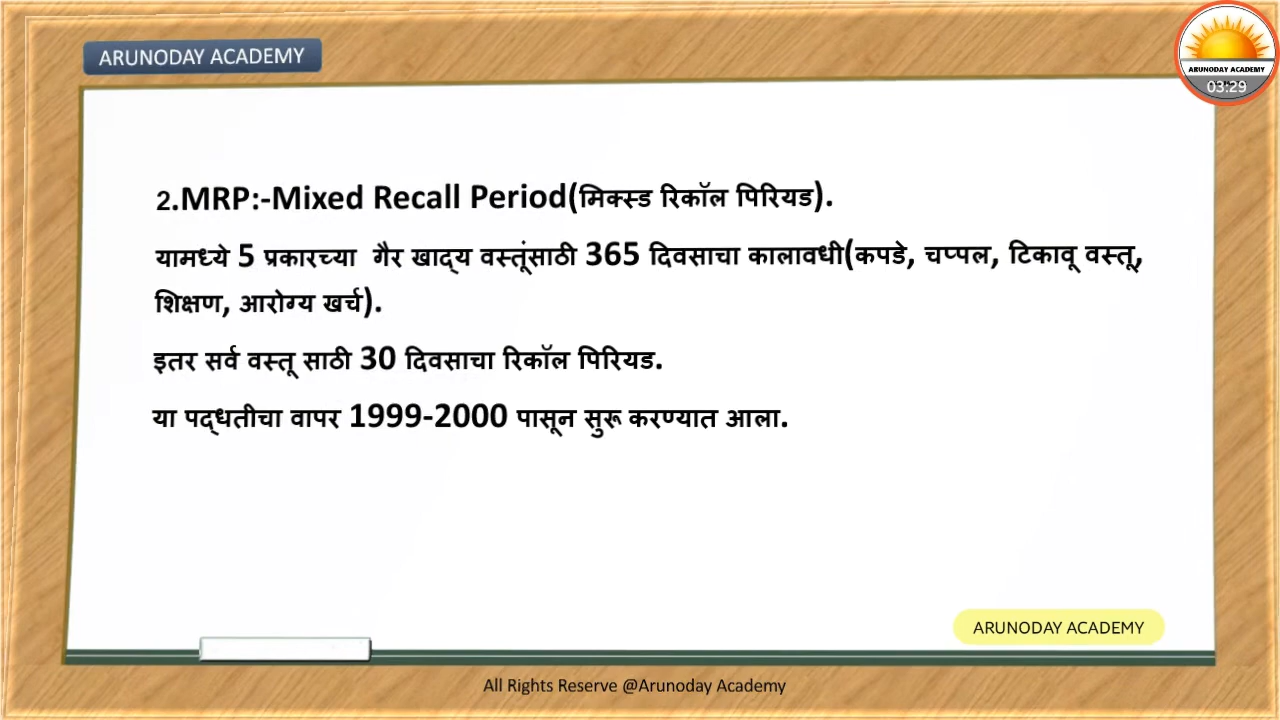 ARUNODAY ACADEMY
ARUNODAY ACADEMY
03:29
2.MRP:-Mixed Recall Period(मिक्स्ड रिकॉल पिरियड).
यामध्ये 5 प्रकारच्या गैर खाद्य वस्तूंसाठी 365 दिवसाचा कालावधी(कपडे, चप्पल, टिकावू वस्तू,
शिक्षण, आरोग्य खर्च).
इतर सर्व वस्तू साठी 30 दिवसाचा रिकॉल पिरियड.
या पद्धतीचा वापर 1999-2000 पासून सुरू करण्यात आला.
ARUNODAY ACADEMY
All Rights Reserve @Arunoday Academy